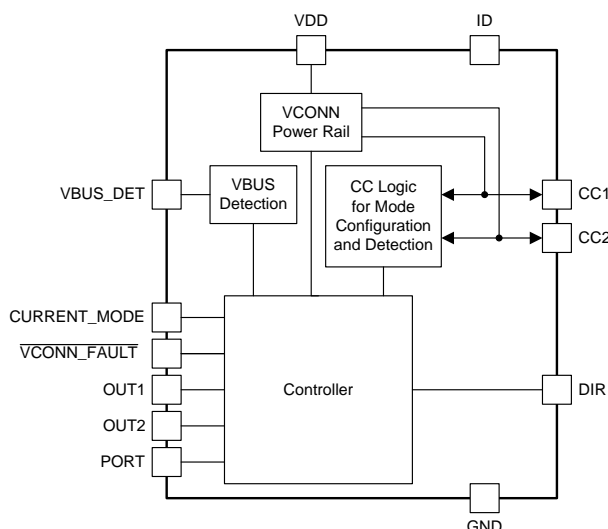 VDD
ID
VCONN
Power Rail
VBUS_DET
VBUS
Detection
CC Logic
for Mode
Configuration
and Detection
CC1
CC2
CURRENT_MODE
VCONN_FAULT
OUT1
OUT2
PORT
Controller
DIR
GND